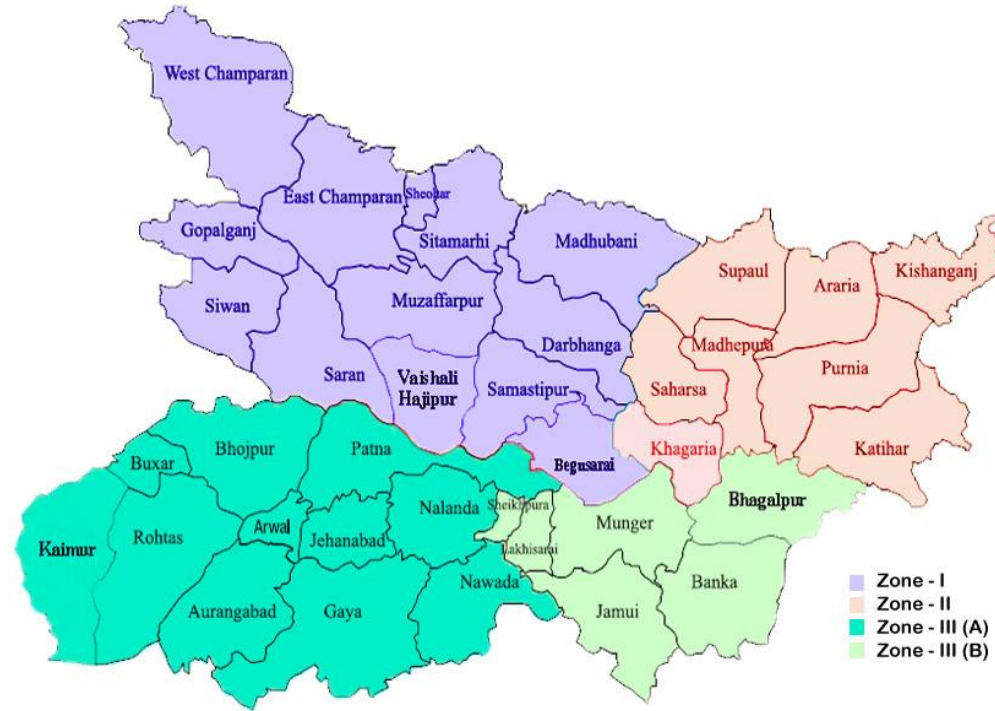 West Champaran
East Champaran
Sheohar
Sitamarhi
Gopalganj
Madhubani
Siwan
Muzaffarpur
Supaul
Araria
Kishanganj
Darbhanga
Madhepura
Purnia
Saran
Vaishali
Hajipur
Samastipur
Saharsa
Khagaria
Katihar
Begusarai
Bhojpur
Patna
Buxar
Nalanda
Sheikhpura
Lakhisarai
Munger
Bhagalpur
Kaimur
Rohtas
Arwal
Jehanabad
Nawada
Aurangabad
Gaya
Jamui
Banka
Zone - I
Zone - II
Zone - III (A)
Zone - III (B)